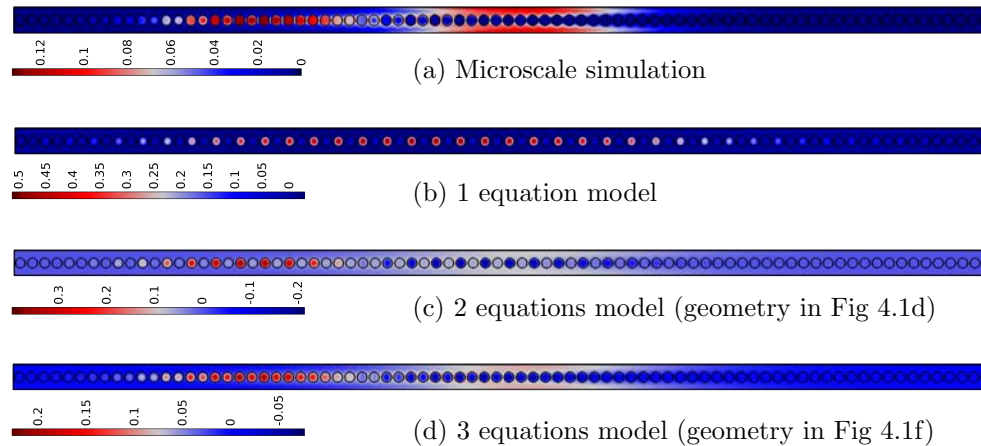 0.12 0.1 0.08 0.06 0.04 0.02 0
(a) Microscale simulation
0.5 0.45 0.4 0.35 0.3 0.25 0.2 0.15 0.1 0.05 0
(b) 1 equation model
0.3 0.2 0.1 0 -0.1 -0.2
(c) 2 equations model (geometry in Fig 4.1d)
0.2 0.15 0.1 0.05 0 -0.05
(d) 3 equations model (geometry in Fig 4.1f)